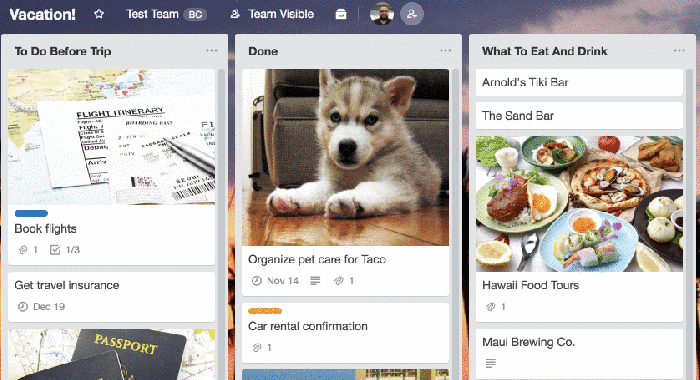 Vacation!
Test Team BC
Team Visible
To Do Before Trip
FLIGHT ITINERARY
BOARDING PASS
Book flights
1 1/3
Get travel insurance
Dec 19
PASSPORT
Done
Organize pet care for Taco
Nov 14 1
Car rental confirmation
1
What To Eat And Drink
Arnold's Tiki Bar
The Sand Bar
Hawaii Food Tours
1
Maui Brewing Co.